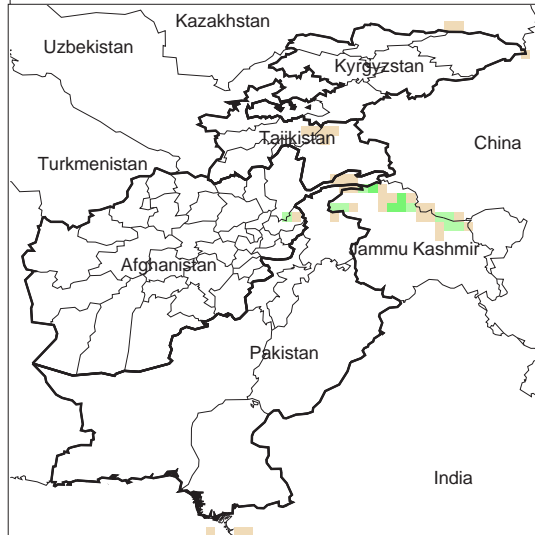 Kazakhstan
Uzbekistan
Kyrgyzstan
Tajikistan
China
Turkmenistan
Jammu Kashmir
Afghanistan
Pakistan
India